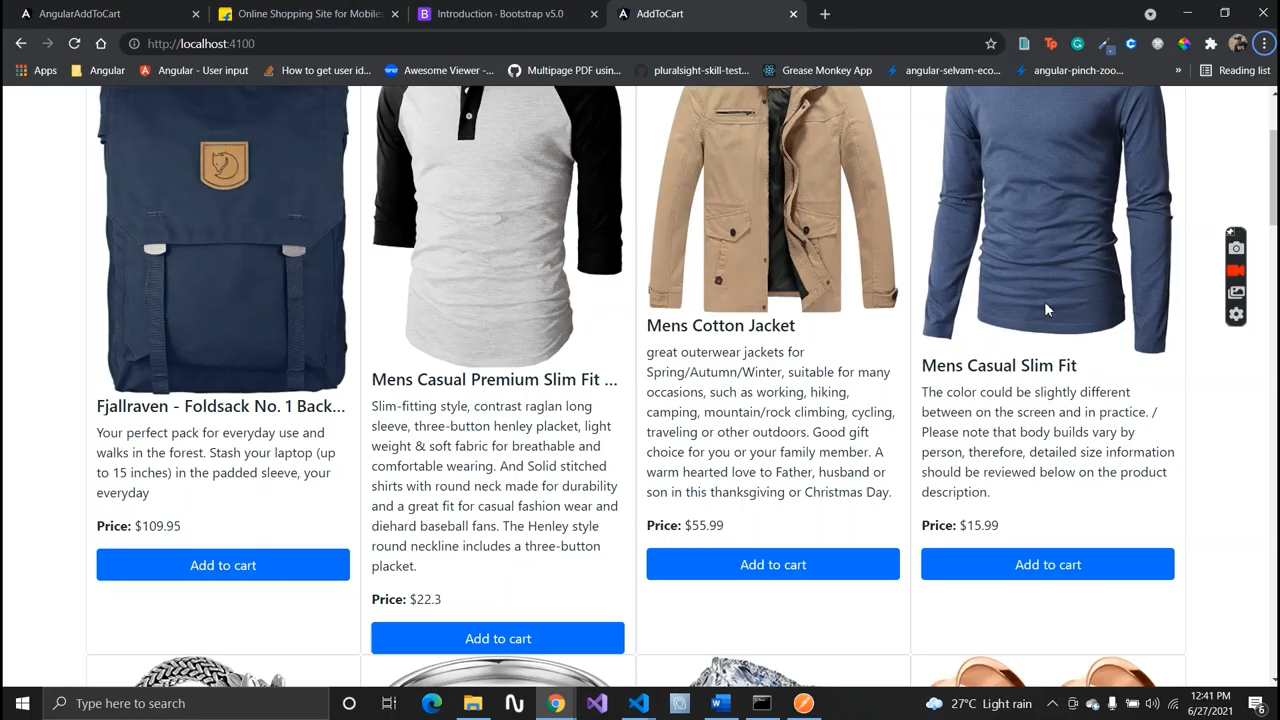 AngularAddToCart
Online Shopping Site for Mobiles
Introduction · Bootstrap v5.0
AddToCart
http://localhost:4100
Apps
Angular
Angular - User input
How to get user id...
Awesome Viewer -...
Multipage PDF usin...
pluralsight-skill-test...
Grease Monkey App
angular-selvam-eco...
angular-pinch-zoo...
»
Reading list
Fjallraven - Foldsack No. 1 Back...
Your perfect pack for everyday use and
walks in the forest. Stash your laptop (up
to 15 inches) in the padded sleeve, your
everyday
Price: $109.95
Add to cart
Mens Casual Premium Slim Fit ...
Slim-fitting style, contrast raglan long
sleeve, three-button henley placket, light
weight & soft fabric for breathable and
comfortable wearing. And Solid stitched
shirts with round neck made for durability
and a great fit for casual fashion wear and
diehard baseball fans. The Henley style
round neckline includes a three-button
placket.
Price: $22.3
Add to cart
Mens Cotton Jacket
great outerwear jackets for
Spring/Autumn/Winter, suitable for many
occasions, such as working, hiking,
camping, mountain/rock climbing, cycling,
traveling or other outdoors. Good gift
choice for you or your family member. A
warm hearted love to Father, husband or
son in this thanksgiving or Christmas Day.
Price: $55.99
Add to cart
Mens Casual Slim Fit
The color could be slightly different
between on the screen and in practice. /
Please note that body builds vary by
person, therefore, detailed size information
should be reviewed below on the product
description.
Price: $15.99
Add to cart
Type here to search
27°C Light rain
12:41 PM
6/27/2021